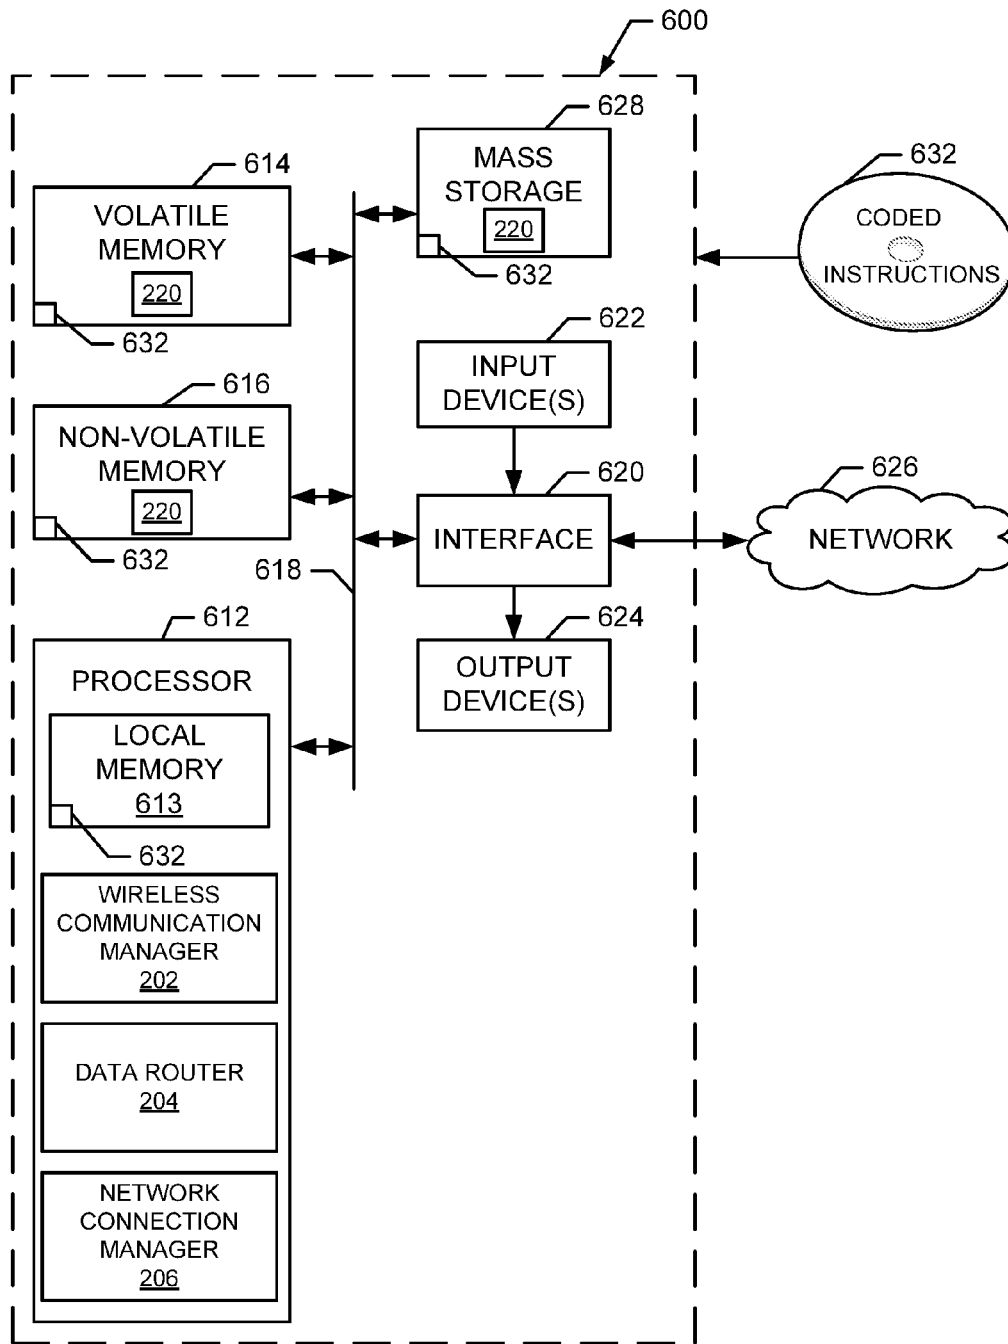 600
628
MASS
STORAGE
220
632
614
VOLATILE
MEMORY
220
632
632
CODED
INSTRUCTIONS
622
INPUT
DEVICE(S)
616
NON-VOLATILE
MEMORY
220
632
620
INTERFACE
626
NETWORK
618
624
OUTPUT
DEVICE(S)
612
PROCESSOR
LOCAL
MEMORY
613
632
WIRELESS
COMMUNICATION
MANAGER
202
DATA ROUTER
204
NETWORK
CONNECTION
MANAGER
206